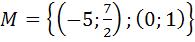 M = {(−5; 7/2); (0; 1)}